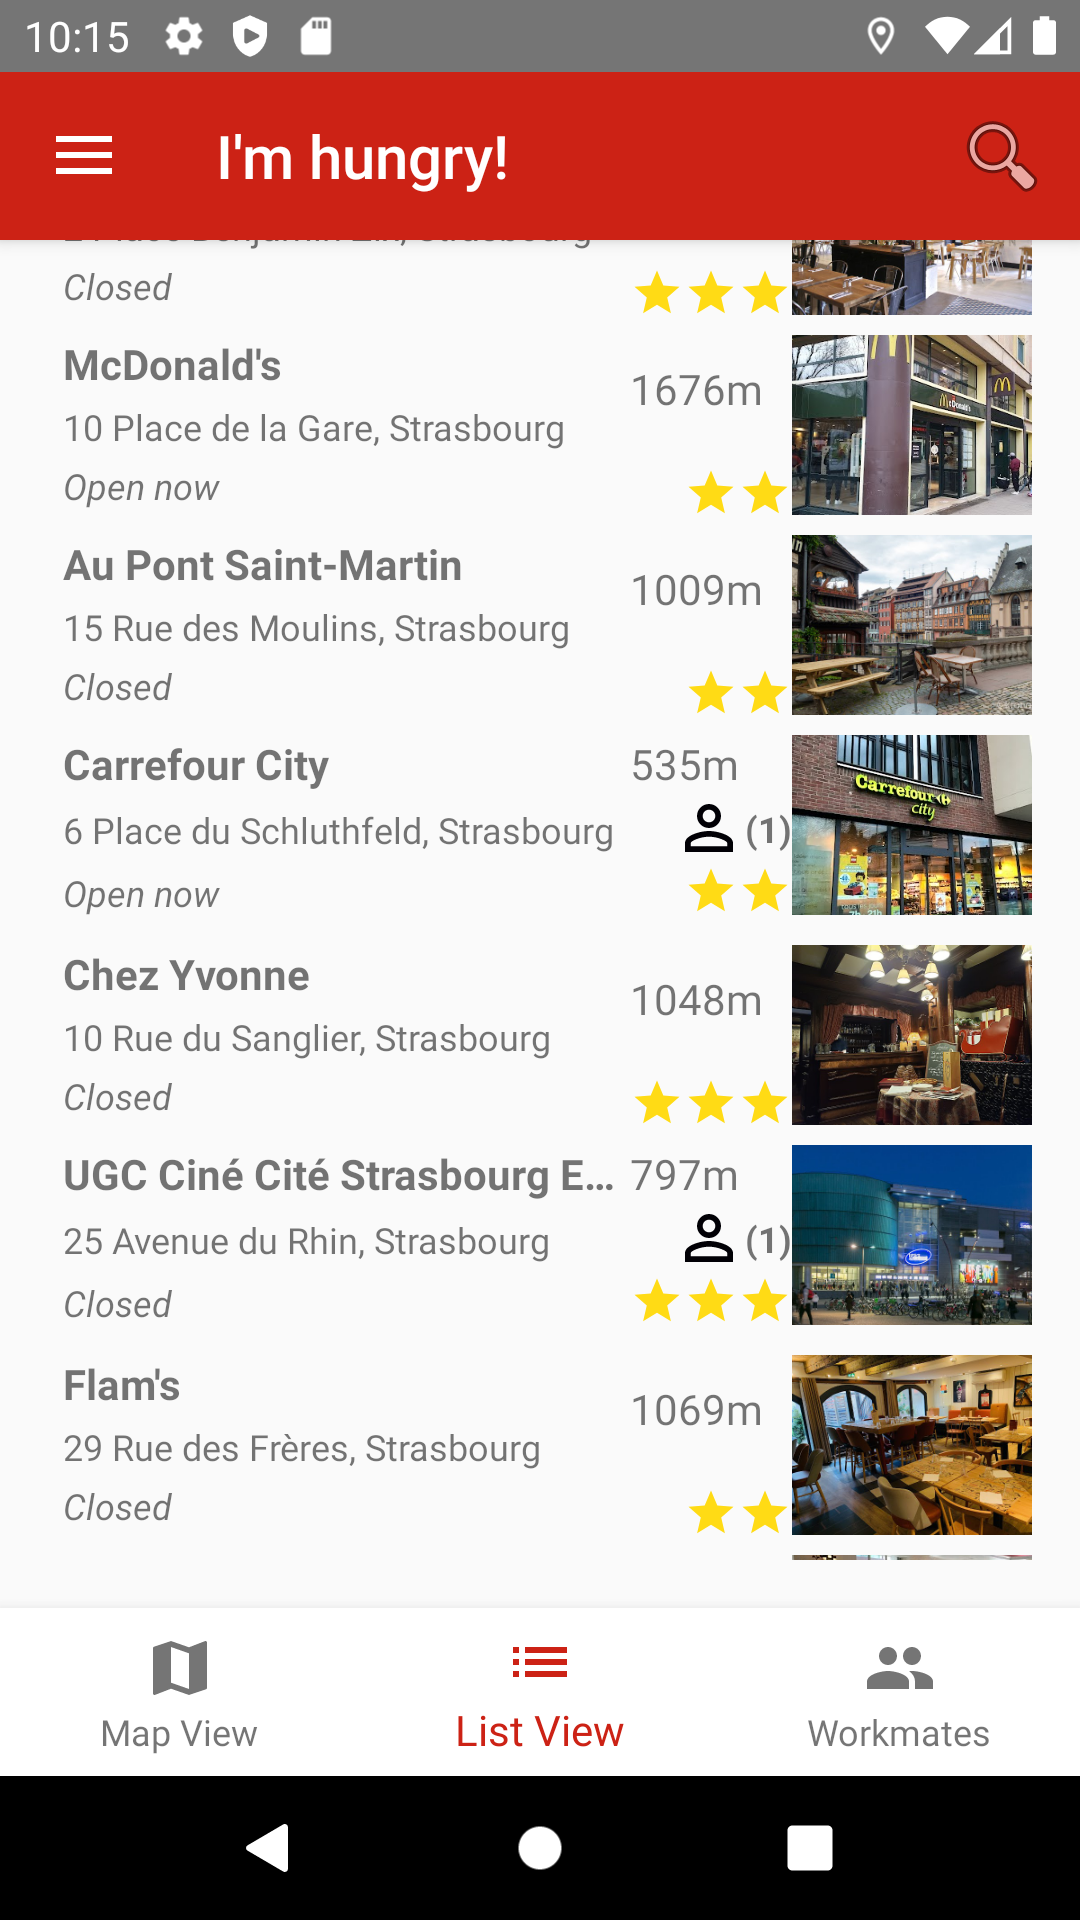 10:15
I'm hungry!
Closed
McDonald's
1676m
10 Place de la Gare, Strasbourg
Open now
McDonald's
Au Pont Saint-Martin
1009m
15 Rue des Moulins, Strasbourg
Closed
Carrefour City
535m
6 Place du Schluthfeld, Strasbourg
(1)
Open now
Carrefour
city
Chez Yvonne
1048m
10 Rue du Sanglier, Strasbourg
Closed
UGC Ciné Cité Strasbourg E...
797m
25 Avenue du Rhin, Strasbourg
(1)
Closed
Flam's
1069m
29 Rue des Frères, Strasbourg
Closed
Map View
List View
Workmates